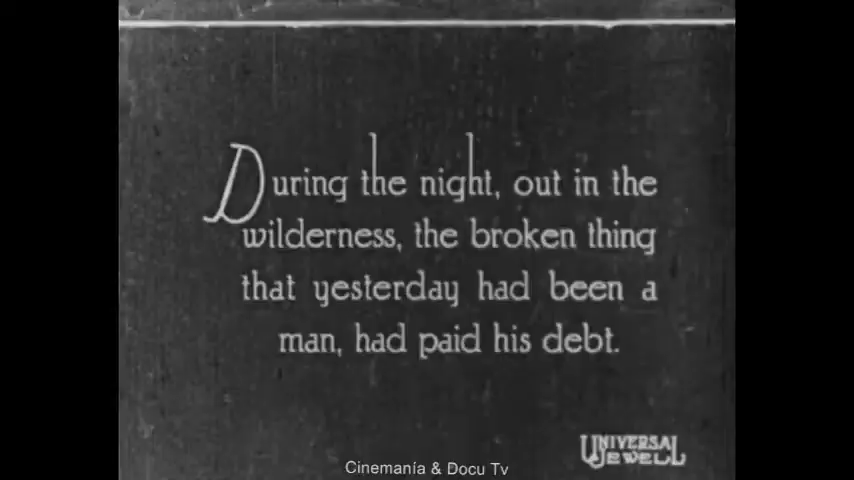 During the night, out in the
wilderness, the broken thing
that yesterday had been a
man, had paid his debt.
UNIVERSAL
JEWELL
Cinemanía & Docu Tv